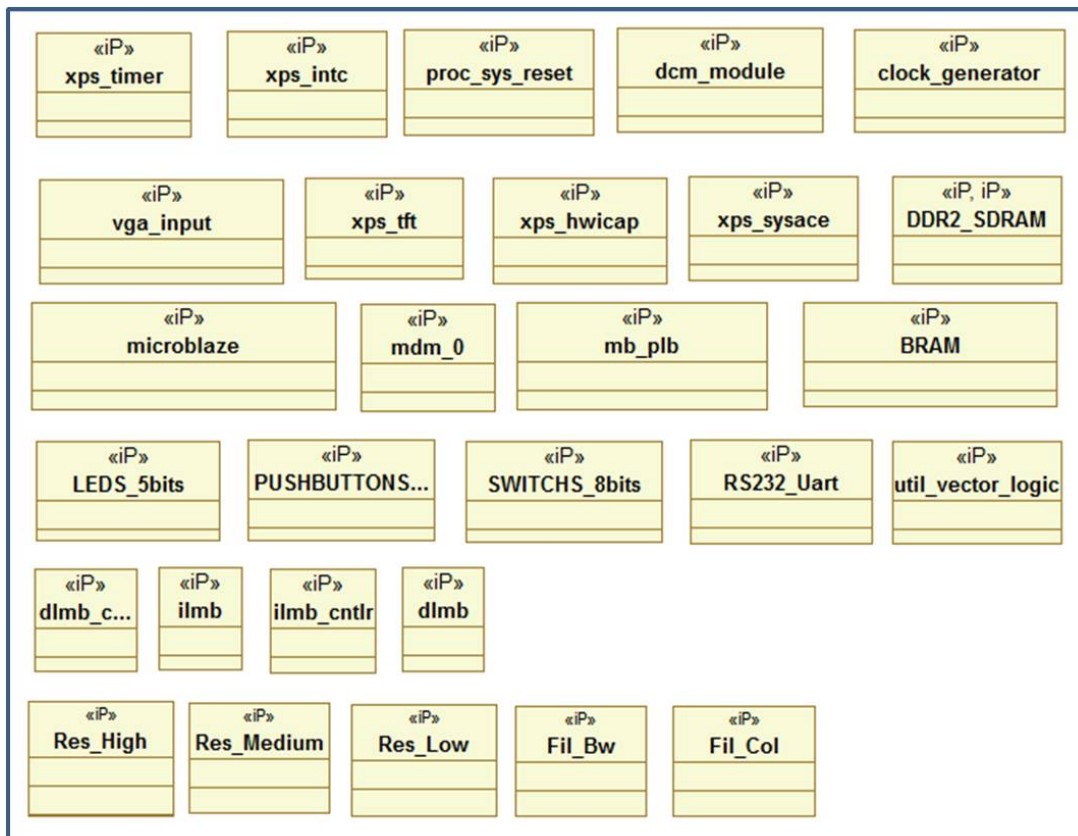 «iP» «iP» «iP» «iP» «iP»
xps_timer xps_intc proc_sys_reset dcm_module clock_generator
«iP» «iP» «iP» «iP» «iP, iP»
vga_input xps_tft xps_hwicap xps_sysace DDR2_SDRAM
«iP» «iP» «iP» «iP»
microblaze mdm_0 mb_plb BRAM
«iP» «iP» «iP» «iP» «iP»
LEDS_5bits PUSHBUTTONS... SWITCHS_8bits RS232_Uart util_vector_logic
«iP» «iP» «iP» «iP»
dlmb_c... ilmb ilmb_cntlr dlmb
«iP» «iP» «iP» «iP» «iP»
Res_High Res_Medium Res_Low Fil_Bw Fil_Col